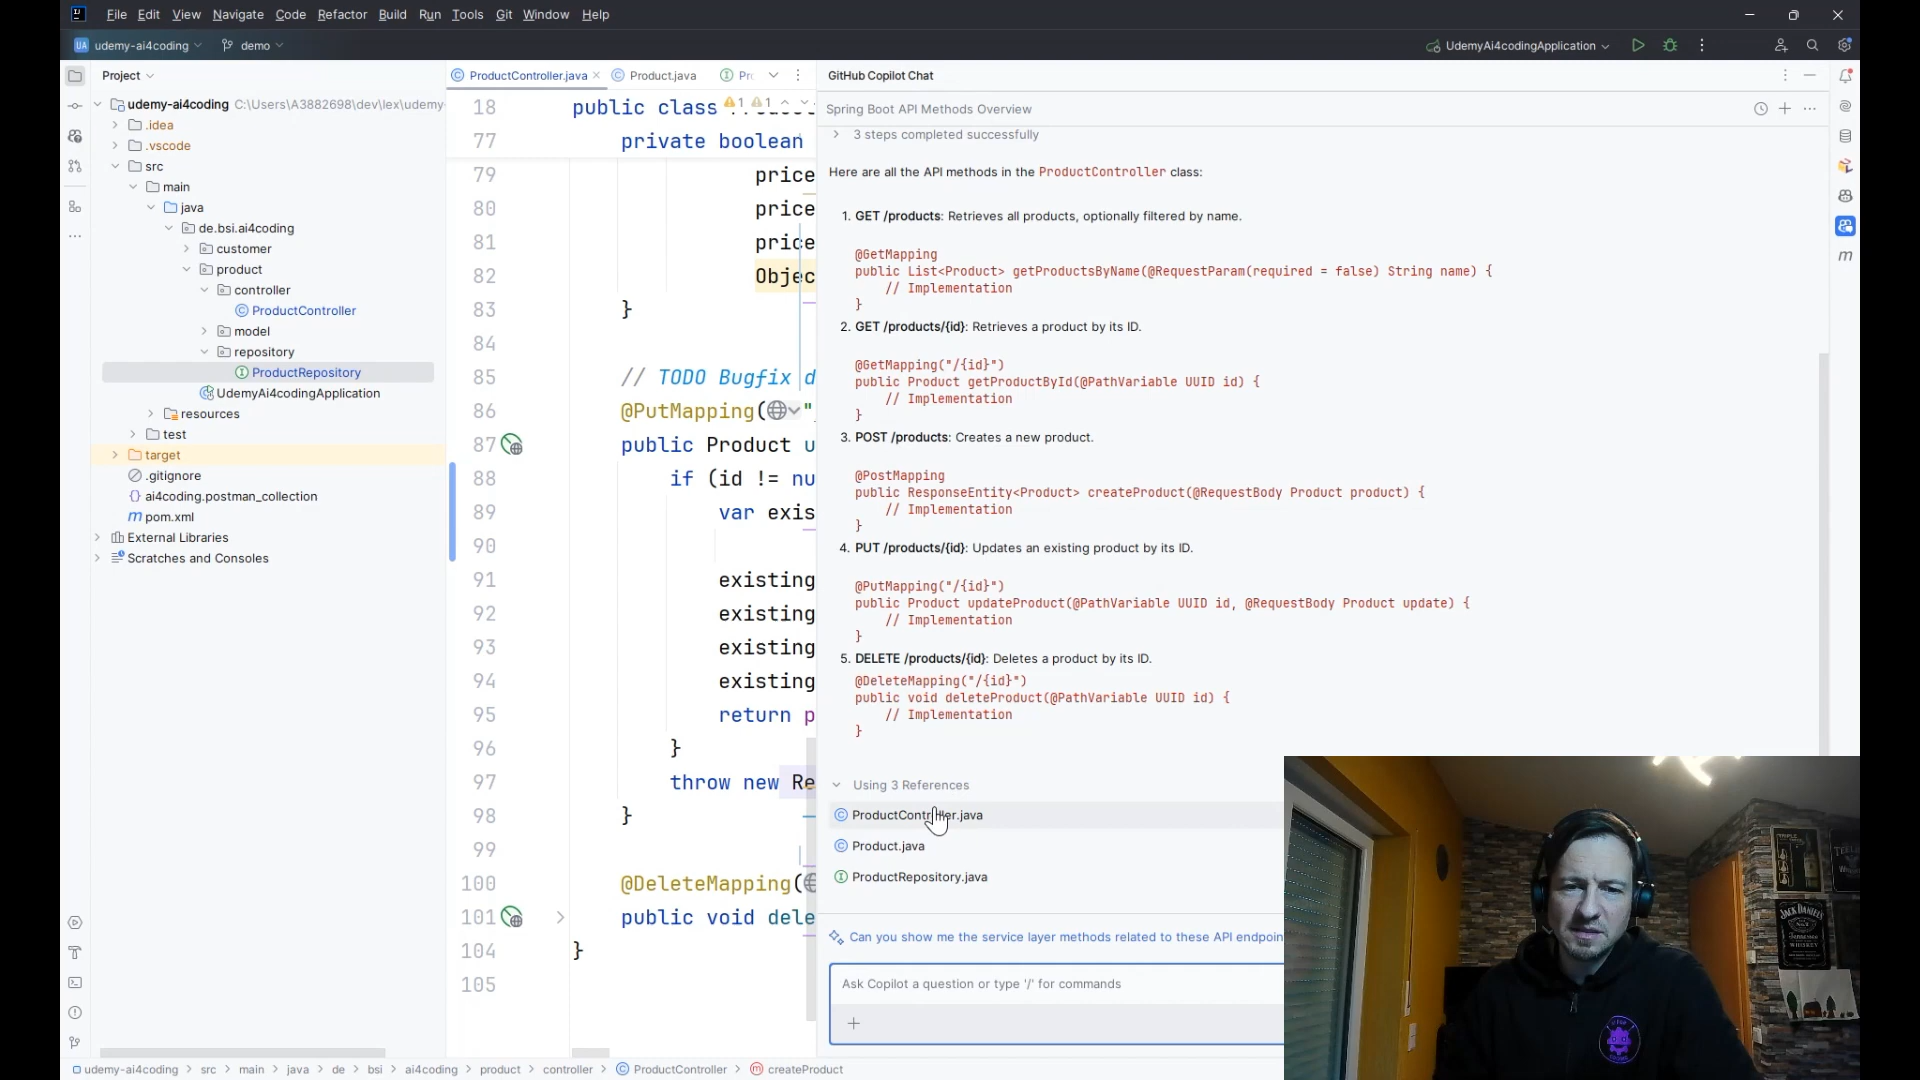 File Edit View Navigate Code Refactor Build Run Tools Git Window Help
UA udemy-ai4coding demo UdemyAi4codingApplication
Project
udemy-ai4coding C:\Users\A3882698\dev\lex\udemy-
.idea
.vscode
src
main
java
de.bsi.ai4coding
customer
product
controller
ProductController
model
repository
ProductRepository
UdemyAi4codingApplication
resources
test
target
.gitignore
ai4coding.postman_collection
pom.xml
External Libraries
Scratches and Consoles
ProductController.java Product.java Pr
18 public class 1 1
77 private boolean
79 price
80 price
81 price
82 Objec
83 }
84
85 // TODO Bugfix d
86 @PutMapping("
87 public Product u
88 if (id != nu
89 var exis
90
91 existing
92 existing
93 existing
94 existing
95 return p
96 }
97 throw new Re
98 }
99
100 @DeleteMapping(
101 public void dele
104 }
105
GitHub Copilot Chat
Spring Boot API Methods Overview
3 steps completed successfully
Here are all the API methods in the ProductController class:
1. GET /products: Retrieves all products, optionally filtered by name.
@GetMapping
public List<Product> getProductsByName(@RequestParam(required = false) String name) {
// Implementation
}
2. GET /products/{id}: Retrieves a product by its ID.
@GetMapping("/{id}")
public Product getProductById(@PathVariable UUID id) {
// Implementation
}
3. POST /products: Creates a new product.
@PostMapping
public ResponseEntity<Product> createProduct(@RequestBody Product product) {
// Implementation
}
4. PUT /products/{id}: Updates an existing product by its ID.
@PutMapping("/{id}")
public Product updateProduct(@PathVariable UUID id, @RequestBody Product update) {
// Implementation
}
5. DELETE /products/{id}: Deletes a product by its ID.
@DeleteMapping("/{id}")
public void deleteProduct(@PathVariable UUID id) {
// Implementation
}
Using 3 References
ProductController.java
Product.java
ProductRepository.java
Can you show me the service layer methods related to these API endpoin
Ask Copilot a question or type '/' for commands
JACK DANIEL'S
udemy-ai4coding > src > main > java > de > bsi > ai4coding > product > controller > ProductController > createProduct